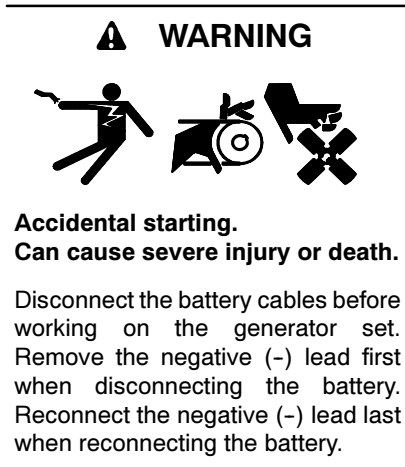 WARNING
Accidental starting.
Can cause severe injury or death.
Disconnect the battery cables before
working on the generator set.
Remove the negative (-) lead first
when disconnecting the battery.
Reconnect the negative (-) lead last
when reconnecting the battery.